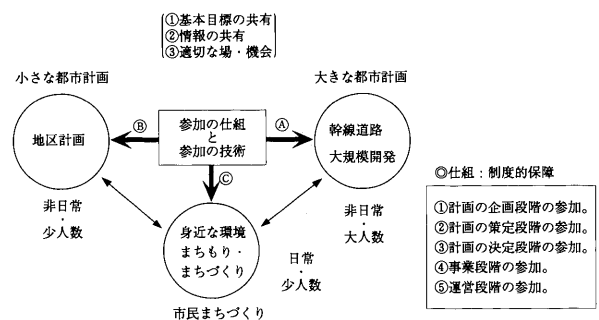 ①基本目標の共有
②情報の共有
③適切な場・機会
小さな都市計画
大きな都市計画
地区計画
Ⓑ
参加の仕組
と
参加の技術
Ⓐ
幹線道路
大規模開発
Ⓒ
非日常
・
少人数
身近な環境
まちもり・
まちづくり
日常
・
少人数
非日常
・
大人数
市民まちづくり
◎仕組：制度的保障
①計画の企画段階の参加。
②計画の策定段階の参加。
③計画の決定段階の参加。
④事業段階の参加。
⑤運営段階の参加。